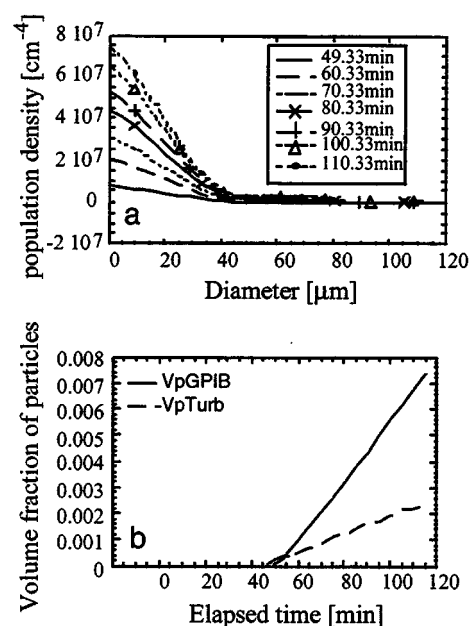 population density [cm⁻⁴]
8 10⁷
6 10⁷
4 10⁷
2 10⁷
0
-2 10⁷
49.33min
60.33min
70.33min
80.33min
90.33min
100.33min
110.33min
a
0 20 40 60 80 100 120
Diameter [µm]
Volume fraction of particles
0.008
0.007
0.006
0.005
0.004
0.003
0.002
0.001
0
VpGPIB
VpTurb
b
0 20 40 60 80 100 120
Elapsed time [min]